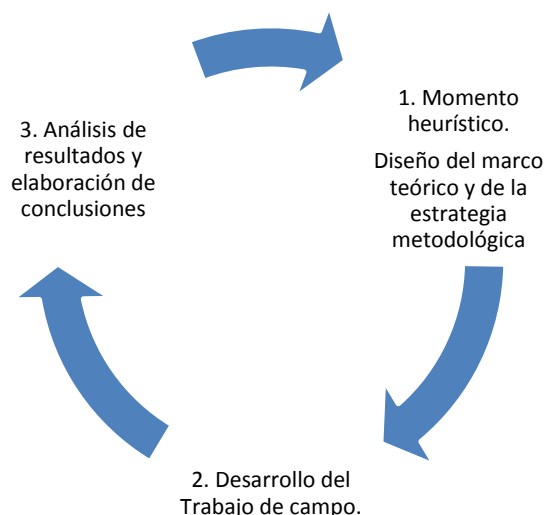 1. Momento
heurístico.
Diseño del marco
teórico y de la
estrategia
metodológica
2. Desarrollo del
Trabajo de campo.
3. Análisis de
resultados y
elaboración de
conclusiones